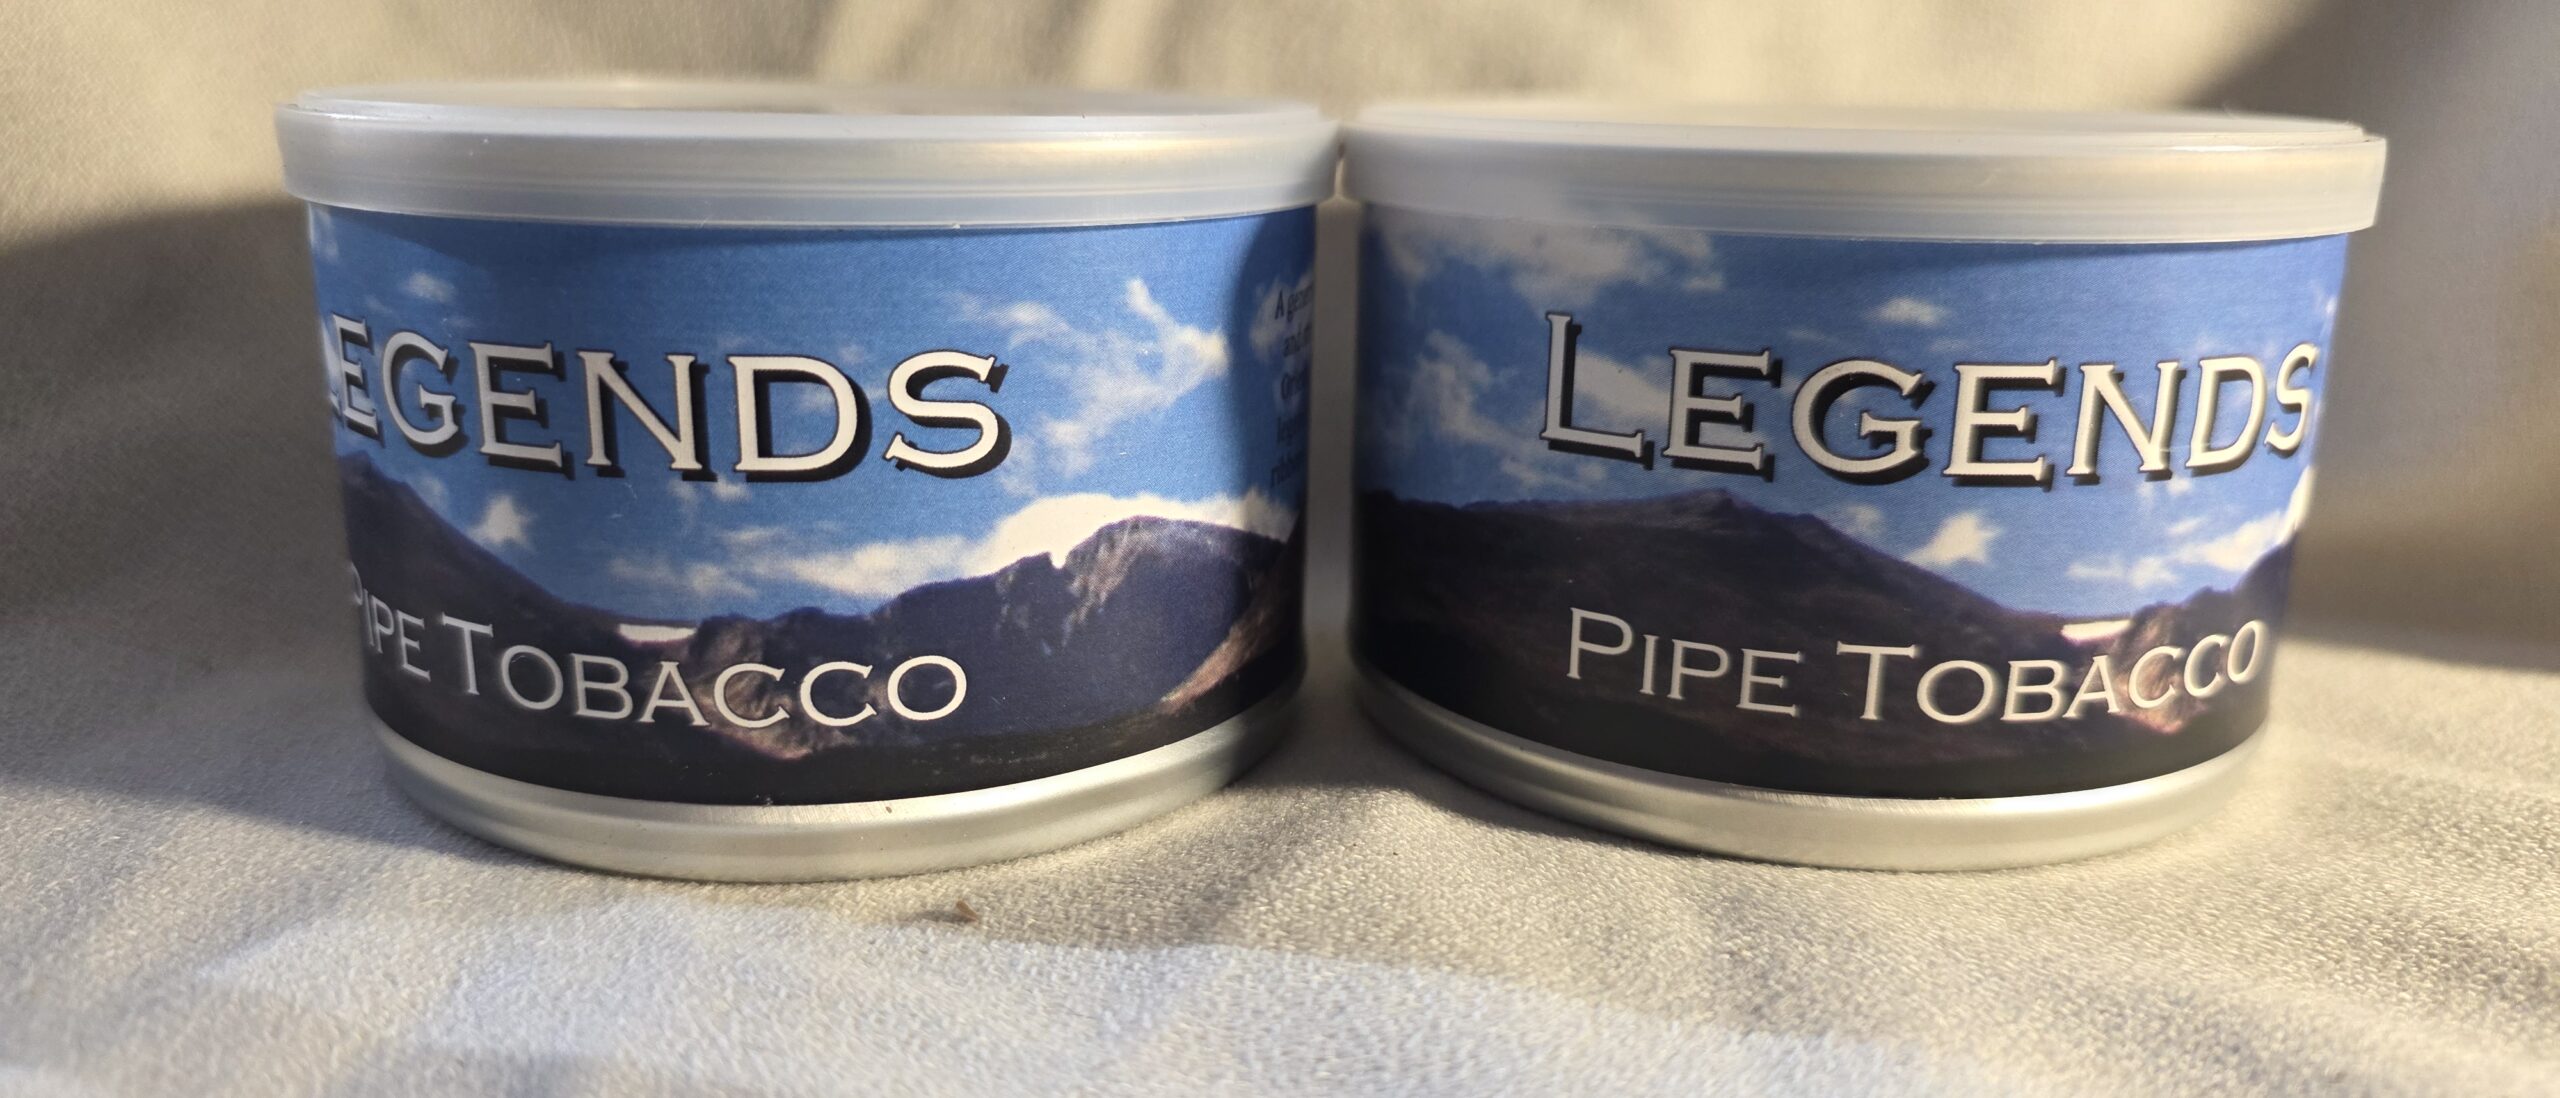 LEGENDS
PIPE TOBACCO
A
LEGENDS
PIPE TOBACCO